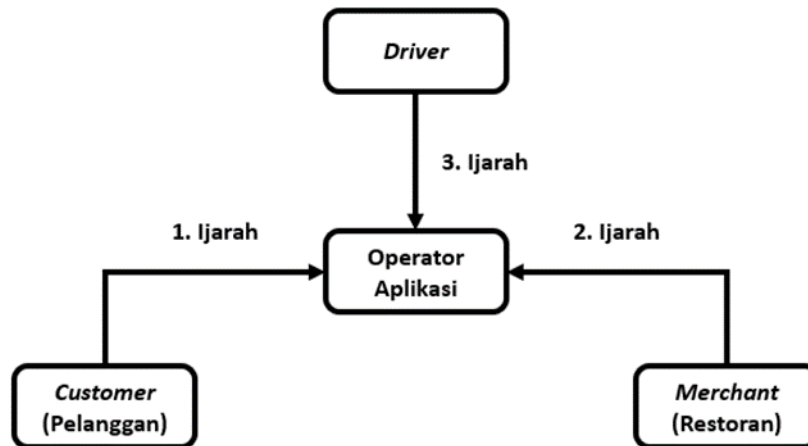 Driver
3. Ijarah
1. Ijarah
2. Ijarah
Operator
Aplikasi
Customer
(Pelanggan)
Merchant
(Restoran)